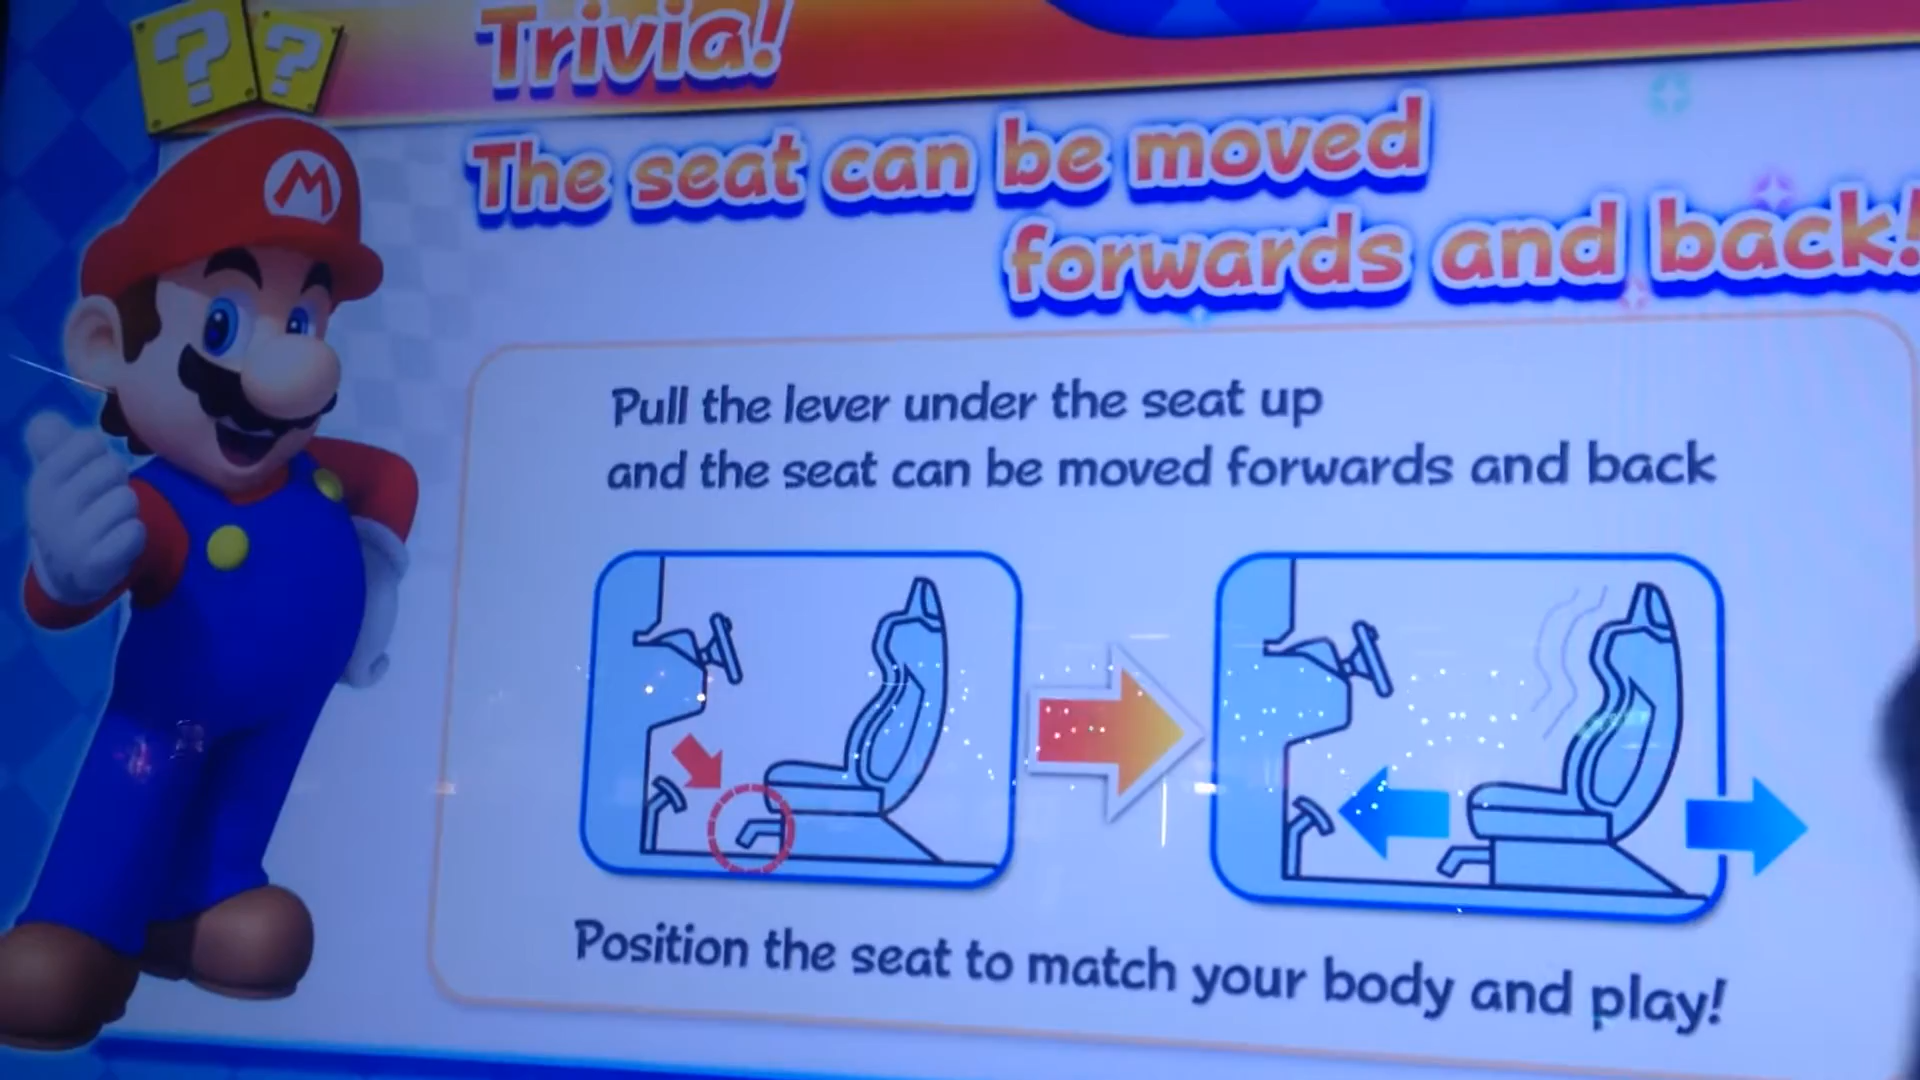 ? ?
Trivia!
M
The seat can be moved
forwards and back!
Pull the lever under the seat up
and the seat can be moved forwards and back
Position the seat to match your body and play!